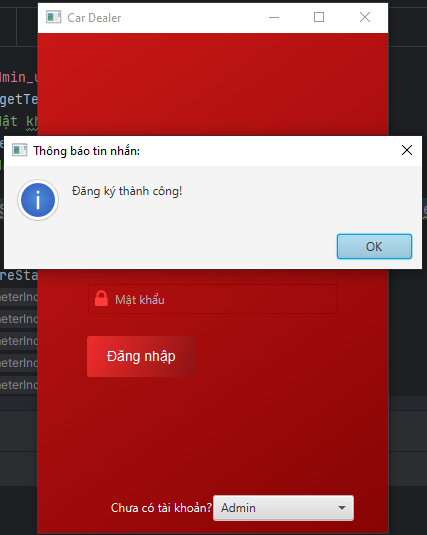 Car Dealer
Thông báo tin nhắn:
Đăng ký thành công!
OK
Mật khẩu
Đăng nhập
Chưa có tài khoản?
Admin